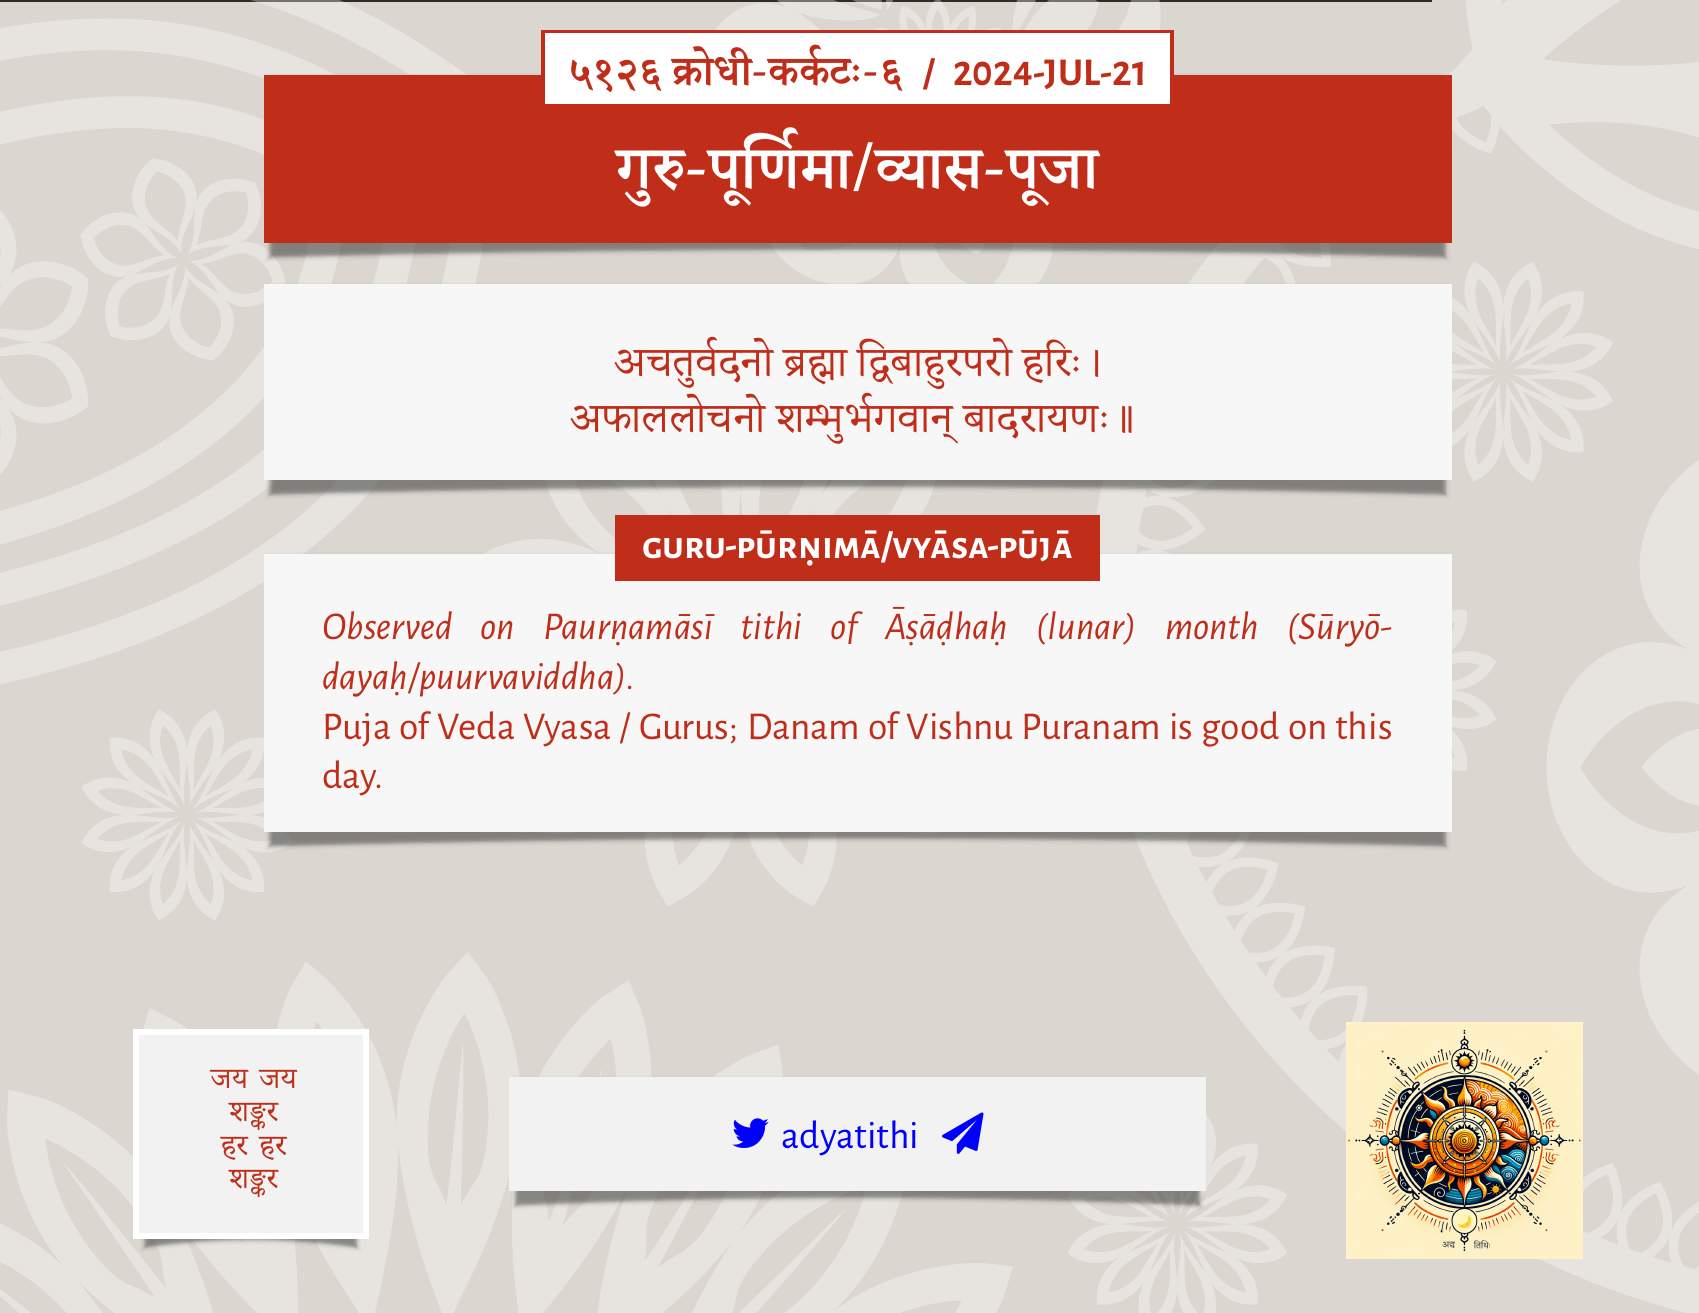 ५१२६ क्रोधी-कर्कटः-६ / 2024-JUL-21
गुरु-पूर्णिमा/व्यास-पूजा
अचतुर्वदनो ब्रह्मा द्विबाहुरपरो हरिः ।
अफाललोचनो शम्भुर्भगवान् बादरायणः ॥
GURU-PŪRṆIMĀ/VYĀSA-PŪJĀ
Observed on Paurṇamāsī tithi of Āṣāḍhaḥ (lunar) month (Sūryō-
dayaḥ/puurvaviddha).
Puja of Veda Vyasa / Gurus; Danam of Vishnu Puranam is good on this
day.
जय जय
शङ्कर
हर हर
शङ्कर
adyatithi
अद्य तिथिः